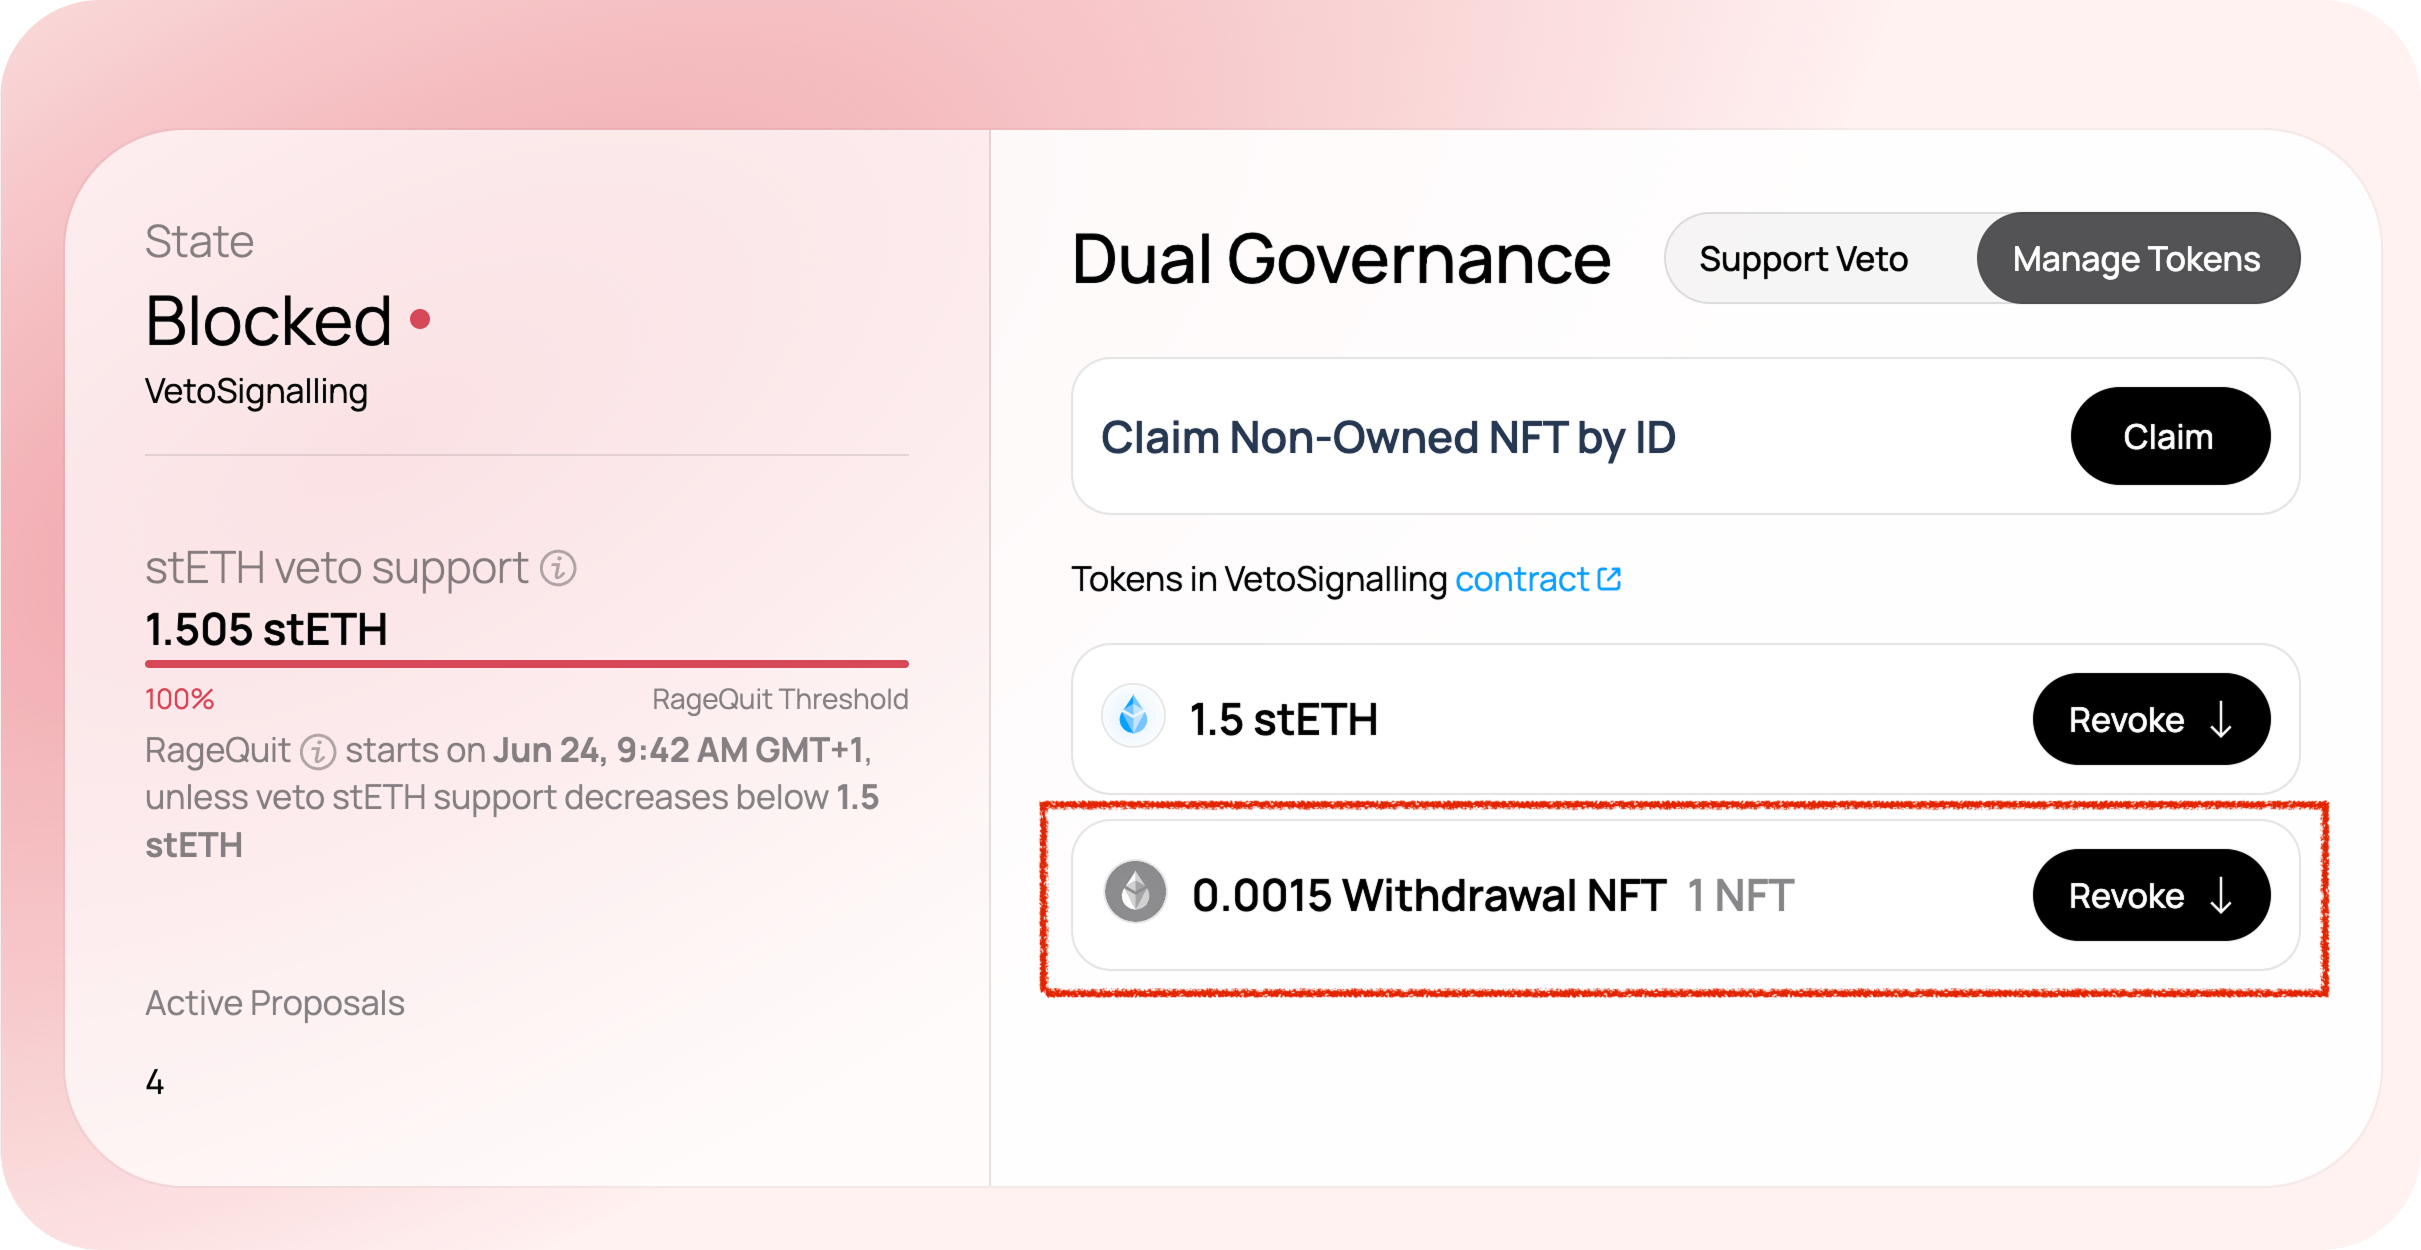 State
Blocked
VetoSignalling
stETH veto support
1.505 stETH
100% RageQuit Threshold
RageQuit starts on Jun 24, 9:42 AM GMT+1,
unless veto stETH support decreases below 1.5
stETH
Active Proposals
4
Dual Governance
Support Veto
Manage Tokens
Claim Non-Owned NFT by ID
Claim
Tokens in VetoSignalling contract
1.5 stETH
Revoke ↓
0.0015 Withdrawal NFT 1 NFT
Revoke ↓